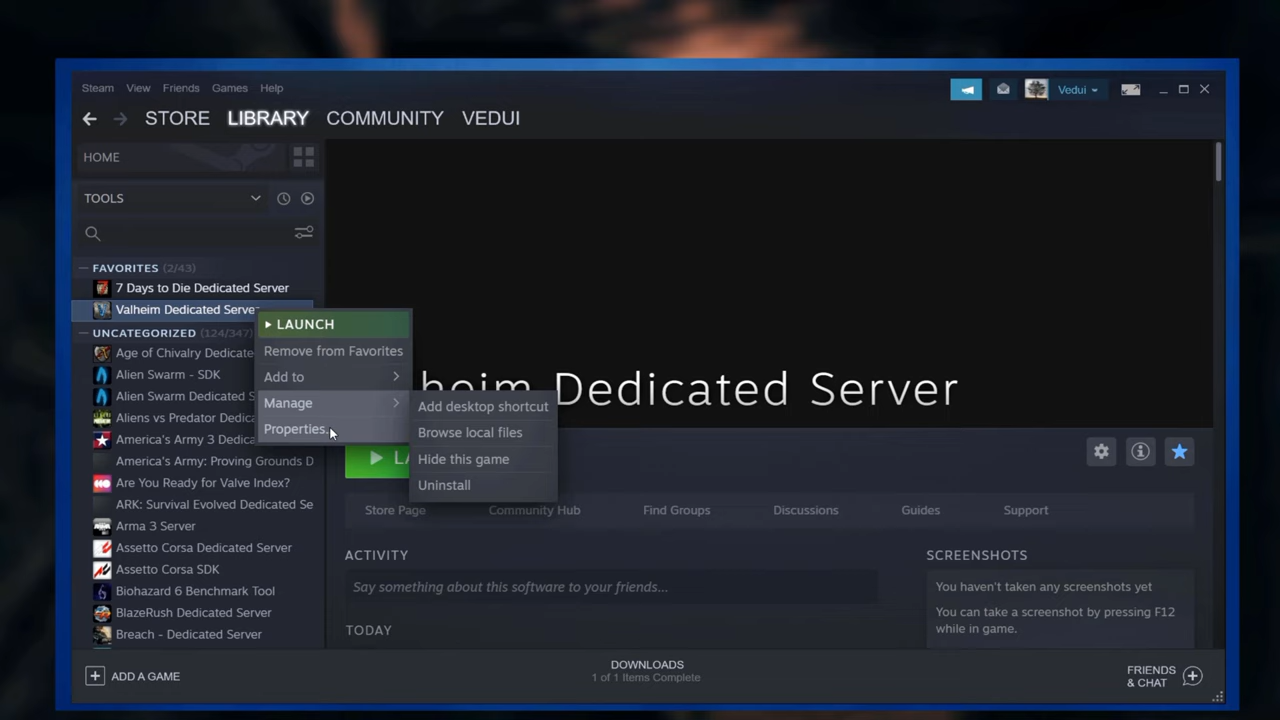 Steam View Friends Games Help
Vedui
STORE LIBRARY COMMUNITY VEDUI
HOME
TOOLS
FAVORITES (2/43)
7 Days to Die Dedicated Server
Valheim Dedicated Server
UNCATEGORIZED (124/347)
Age of Chivalry Dedicate
Alien Swarm - SDK
Alien Swarm Dedicated S
Aliens vs Predator Dedic
America's Army 3 Dedica
America's Army: Proving Grounds D
Are You Ready for Valve Index?
ARK: Survival Evolved Dedicated Se
Arma 3 Server
Assetto Corsa Dedicated Server
Assetto Corsa SDK
Biohazard 6 Benchmark Tool
BlazeRush Dedicated Server
Breach - Dedicated Server
LAUNCH
Remove from Favorites
Add to
Manage
Properties...
Add desktop shortcut
Browse local files
Hide this game
Uninstall
heim Dedicated Server
LA
Store Page Community Hub Find Groups Discussions Guides Support
ACTIVITY
Say something about this software to your friends...
TODAY
SCREENSHOTS
You haven't taken any screenshots yet
You can take a screenshot by pressing F12
while in game.
ADD A GAME
DOWNLOADS
1 of 1 Items Complete
FRIENDS
& CHAT